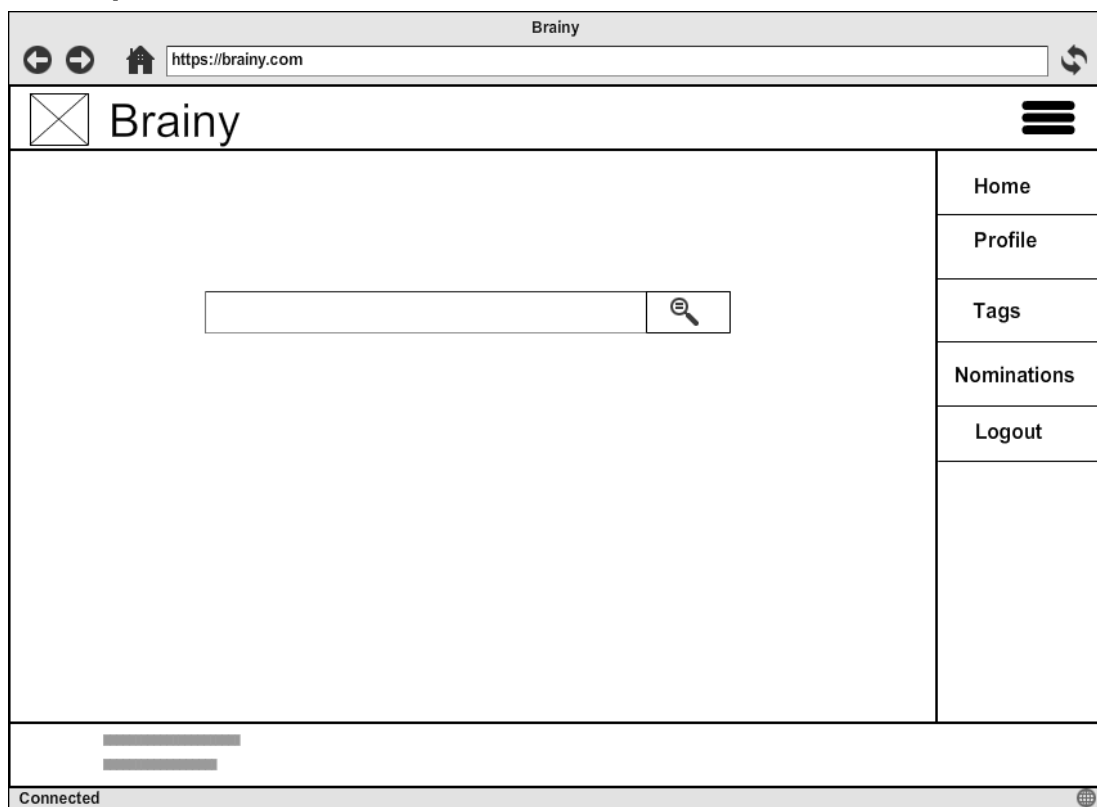 Brainy
https://brainy.com
Brainy
Home
Profile
Tags
Nominations
Logout
Connected